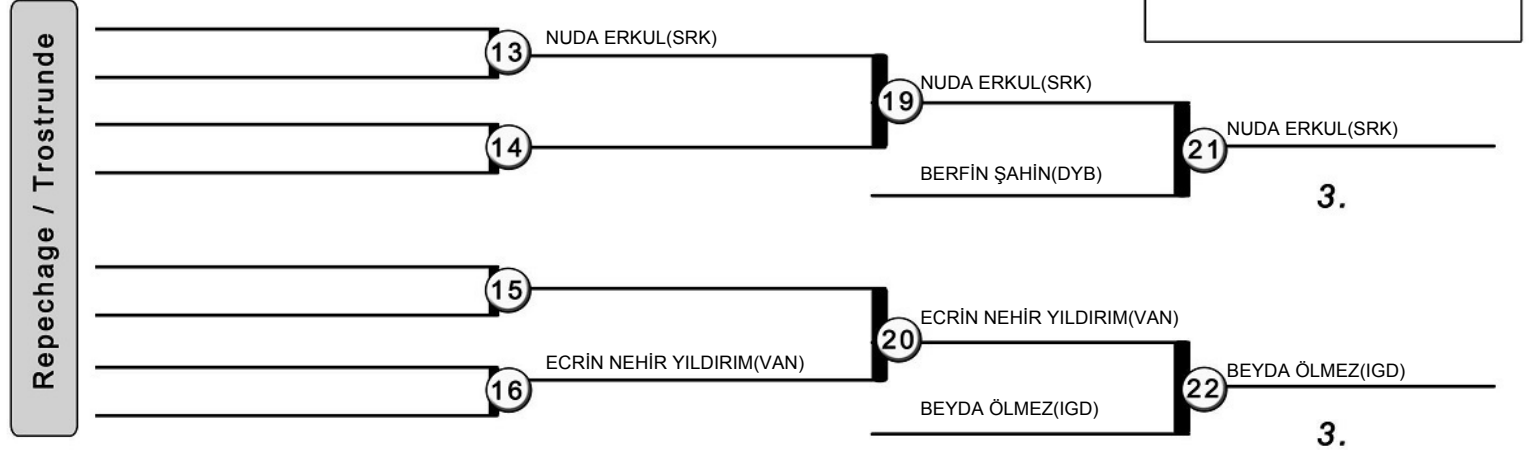 Repechage / Trostrunde
13
NUDA ERKUL(SRK)
14
19
NUDA ERKUL(SRK)
BERFİN ŞAHİN(DYB)
21
NUDA ERKUL(SRK)
3.
15
16
ECRİN NEHİR YILDIRIM(VAN)
20
ECRİN NEHİR YILDIRIM(VAN)
BEYDA ÖLMEZ(IGD)
22
BEYDA ÖLMEZ(IGD)
3.